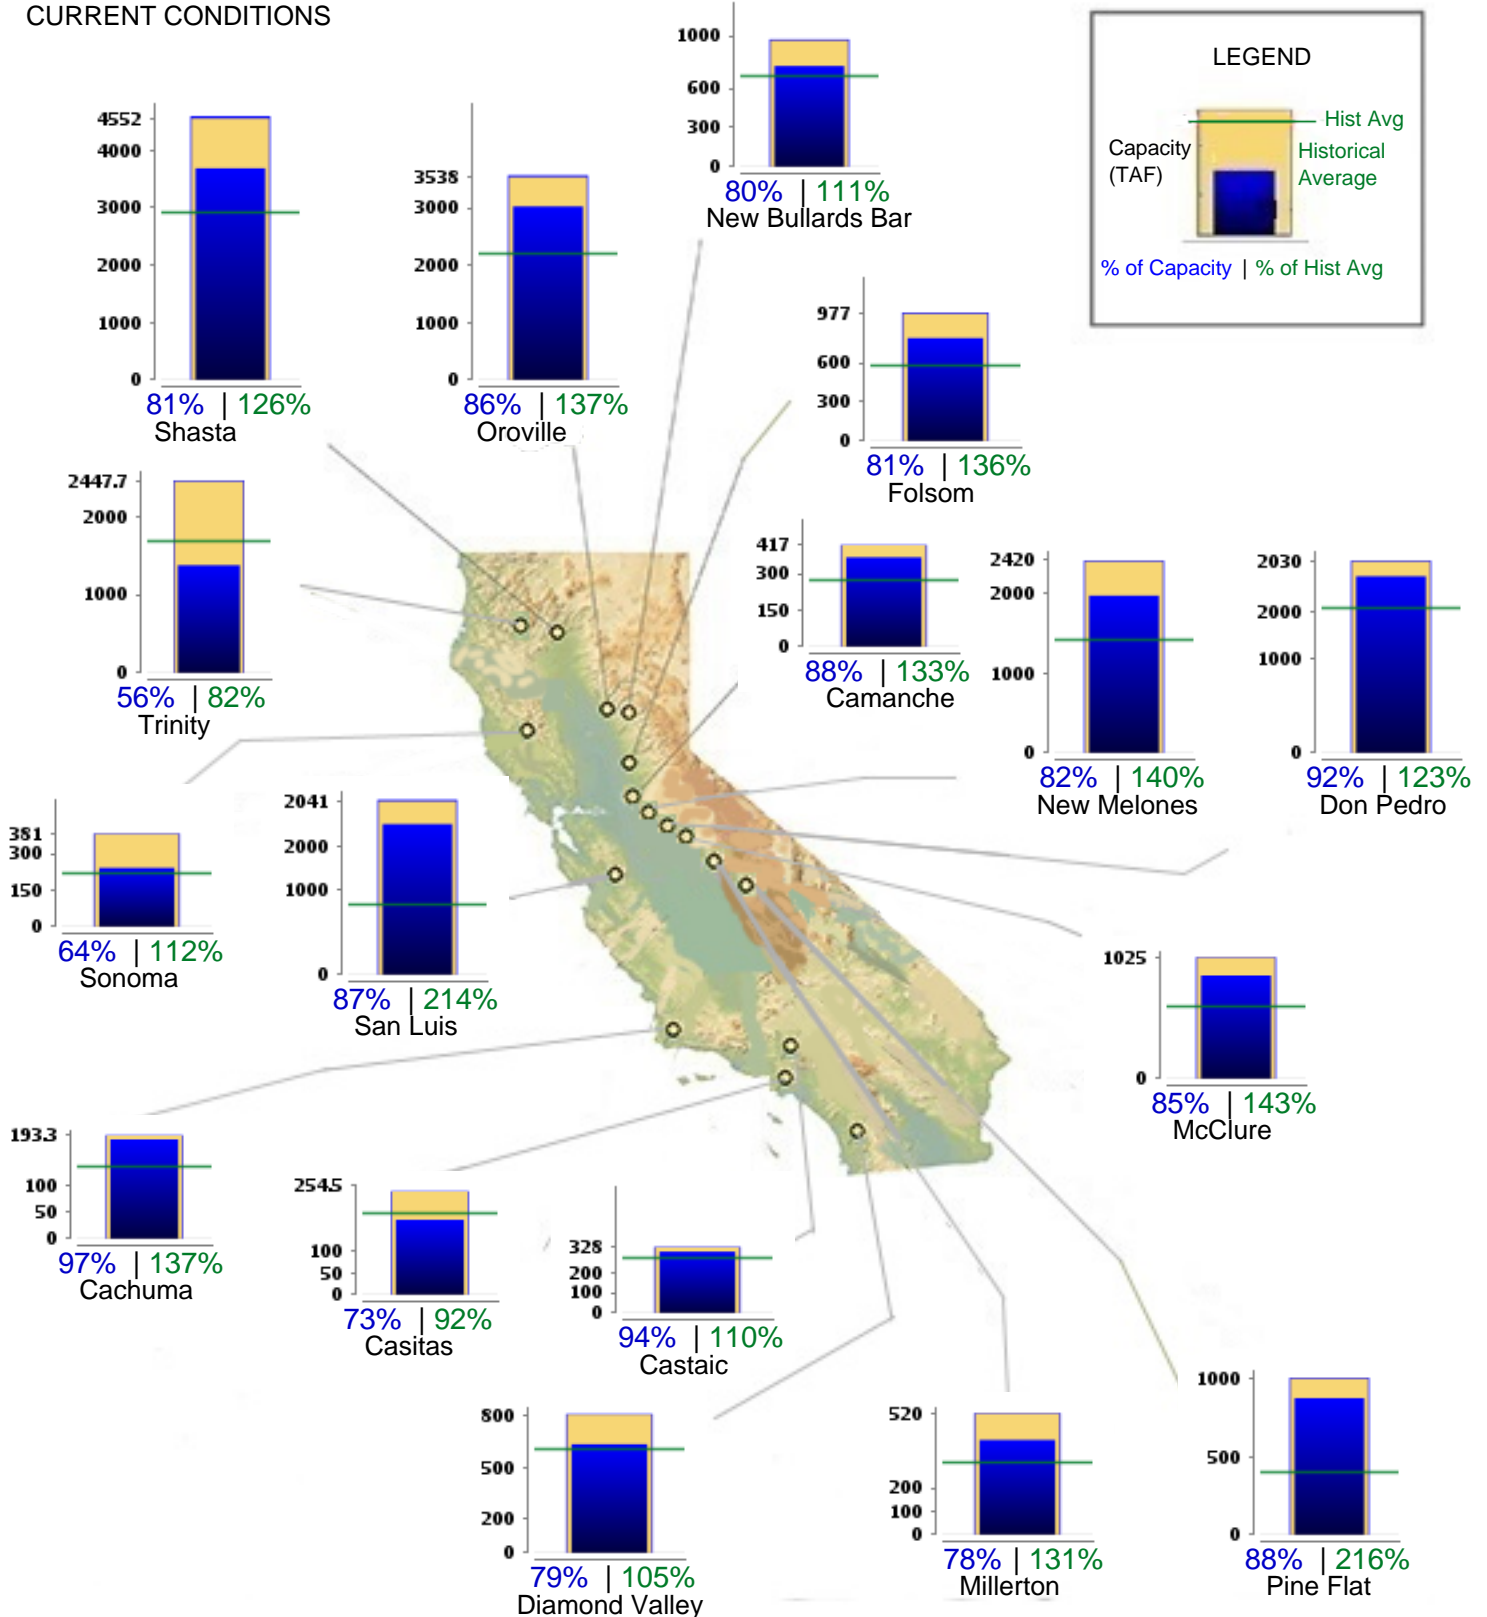 CURRENT CONDITIONS
1000
600
300
0
80% | 111%
New Bullards Bar
LEGEND
Hist Avg
Capacity
(TAF)
Historical
Average
% of Capacity | % of Hist Avg
4552
4000
3000
2000
1000
0
81% | 126%
Shasta
3538
3000
2000
1000
0
86% | 137%
Oroville
977
600
300
0
81% | 136%
Folsom
2447.7
2000
1000
0
56% | 82%
Trinity
417
300
150
0
88% | 133%
Camanche
2420
2000
1000
0
82% | 140%
New Melones
2030
2000
1000
0
92% | 123%
Don Pedro
381
300
150
0
64% | 112%
Sonoma
2041
2000
1000
0
87% | 214%
San Luis
1025
0
85% | 143%
McClure
193.3
100
50
0
97% | 137%
Cachuma
254.5
100
50
0
73% | 92%
Casitas
328
200
100
0
94% | 110%
Castaic
800
500
200
0
79% | 105%
Diamond Valley
520
200
100
0
78% | 131%
Millerton
1000
500
0
88% | 216%
Pine Flat